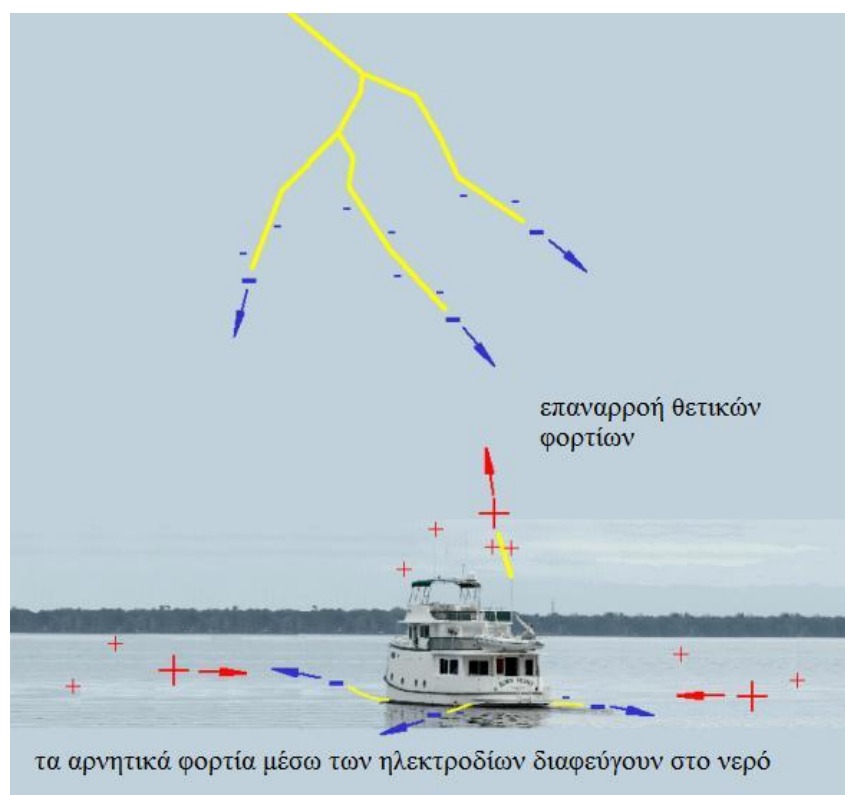 επαναρροή θετικών
φορτίων
τα αρνητικά φορτία μέσω των ηλεκτροδίων διαφεύγουν στο νερό